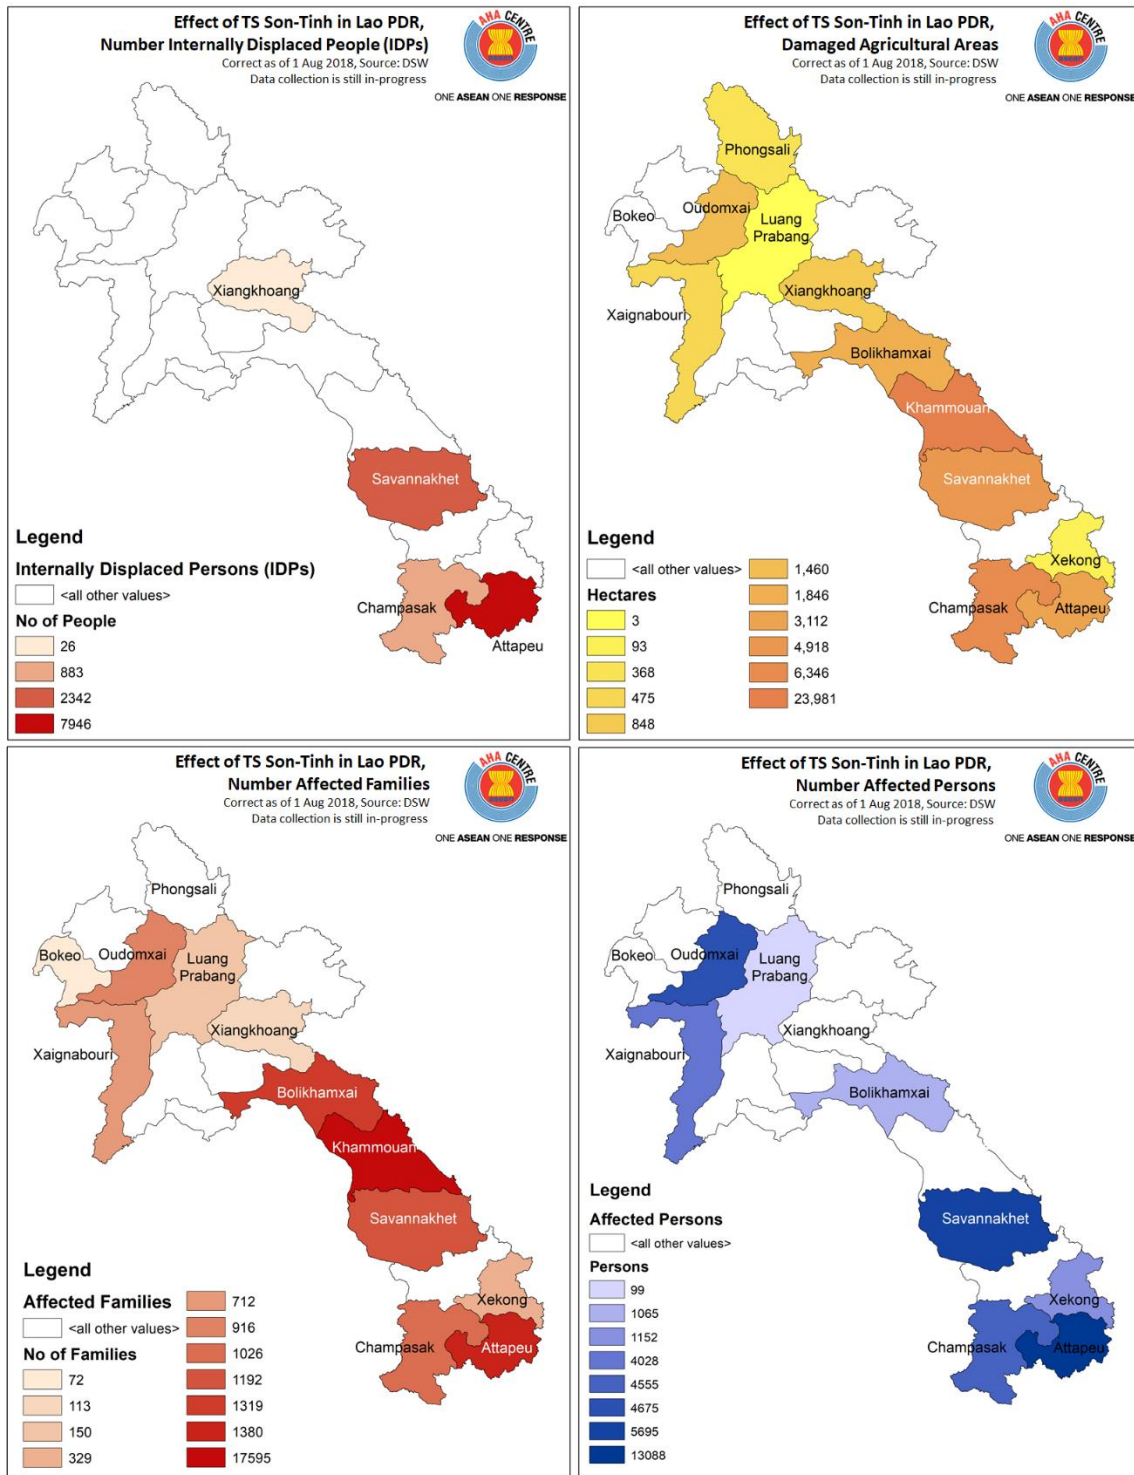 Effect of TS Son-Tinh in Lao PDR,
Number Internally Displaced People (IDPs)
Correct as of 1 Aug 2018, Source: DSW
Data collection is still in-progress
AHA CENTRE
asean
ONE ASEAN ONE RESPONSE
Xiangkhoang
Savannakhet
Champasak
Attapeu
Legend
Internally Displaced Persons (IDPs)
<all other values>
No of People
26
883
2342
7946
Effect of TS Son-Tinh in Lao PDR,
Damaged Agricultural Areas
Correct as of 1 Aug 2018, Source: DSW
Data collection is still in-progress
AHA CENTRE
asean
ONE ASEAN ONE RESPONSE
Phongsali
Bokeo
Oudomxai
Luang
Prabang
Xiangkhoang
Xaignabouri
Bolikhamxai
Khammouan
Savannakhet
Xekong
Champasak
Attapeu
Legend
<all other values>
Hectares
3
93
368
475
848
1,460
1,846
3,112
4,918
6,346
23,981
Effect of TS Son-Tinh in Lao PDR,
Number Affected Families
Correct as of 1 Aug 2018, Source: DSW
Data collection is still in-progress
AHA CENTRE
asean
ONE ASEAN ONE RESPONSE
Phongsali
Bokeo
Oudomxai
Luang
Prabang
Xiangkhoang
Xaignabouri
Bolikhamxai
Khammouan
Savannakhet
Xekong
Champasak
Attapeu
Legend
Affected Families
<all other values>
No of Families
72
113
150
329
712
916
1026
1192
1319
1380
17595
Effect of TS Son-Tinh in Lao PDR,
Number Affected Persons
Correct as of 1 Aug 2018, Source: DSW
Data collection is still in-progress
AHA CENTRE
asean
ONE ASEAN ONE RESPONSE
Phongsali
Bokeo
Oudomxai
Luang
Prabang
Xiangkhoang
Xaignabouri
Bolikhamxai
Savannakhet
Xekong
Champasak
Attapeu
Legend
Affected Persons
<all other values>
Persons
99
1065
1152
4028
4555
4675
5695
13088